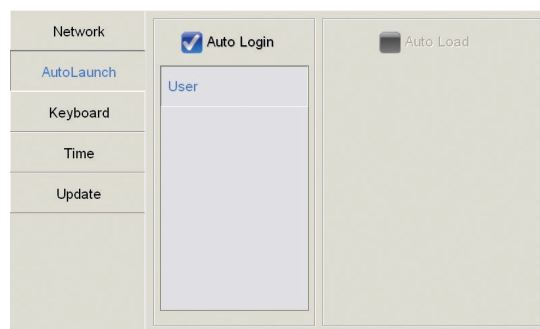 Network
AutoLaunch
Keyboard
Time
Update
Auto Login
User
Auto Load